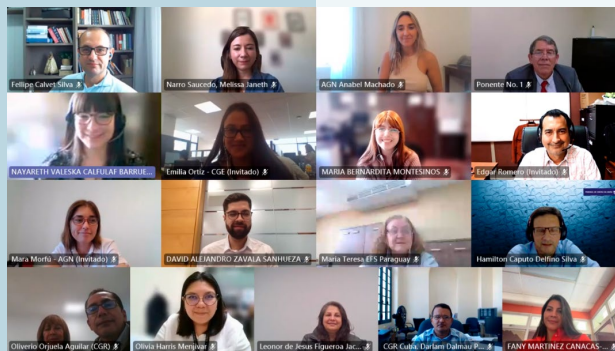 Fellipe Calvet Silva
Narro Saucedo, Melissa Janeth
AGN Anabel Machado
Ponente No. 1
NAYARETH VALESKA CALFULAF BARRUE...
Emilia Ortiz - CGE (Invitado)
MARIA BERNARDITA MONTESINOS
Edgar Romero (Invitado)
Mara Morfú - AGN (Invitado)
DAVID ALEJANDRO ZAVALA SANHUEZA
Maria Teresa EFS Paraguay
Hamilton Caputo Delfino Silva
Oliverio Orjuela Aguilar (CGR)
Olivia Harris Menjivar
Leonor de Jesus Figueroa Jac...
CGR Cuba, Darlam Dalmau P...
FANY MARTINEZ CANACAS...